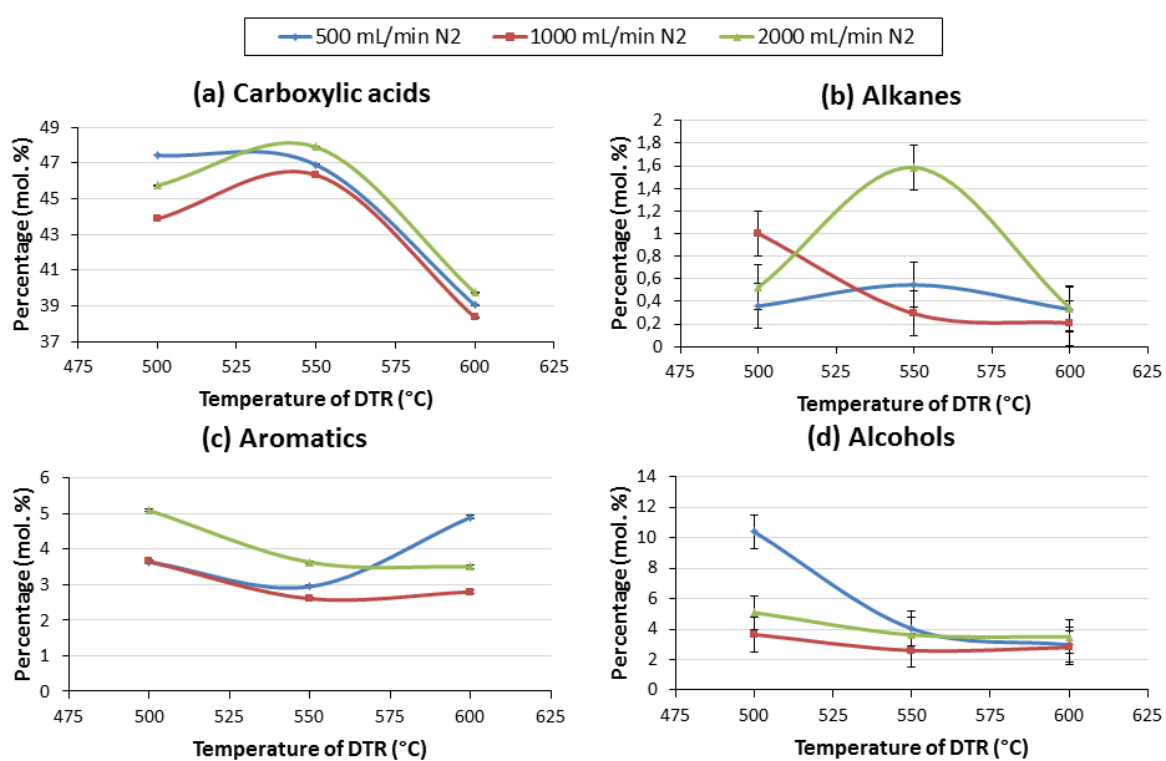 500 mL/min N2 1000 mL/min N2 2000 mL/min N2
(a) Carboxylic acids
Percentage (mol. %)
49
47
45
43
41
39
37
475 500 525 550 575 600 625
Temperature of DTR (°C)
(b) Alkanes
Percentage (mol. %)
2
1,8
1,6
1,4
1,2
1
0,8
0,6
0,4
0,2
0
475 500 525 550 575 600 625
Temperature of DTR (°C)
(c) Aromatics
Percentage (mol. %)
6
5
4
3
2
1
0
475 500 525 550 575 600 625
Temperature of DTR (°C)
(d) Alcohols
Percentage (mol. %)
14
12
10
8
6
4
2
0
475 500 525 550 575 600 625
Temperature of DTR (°C)